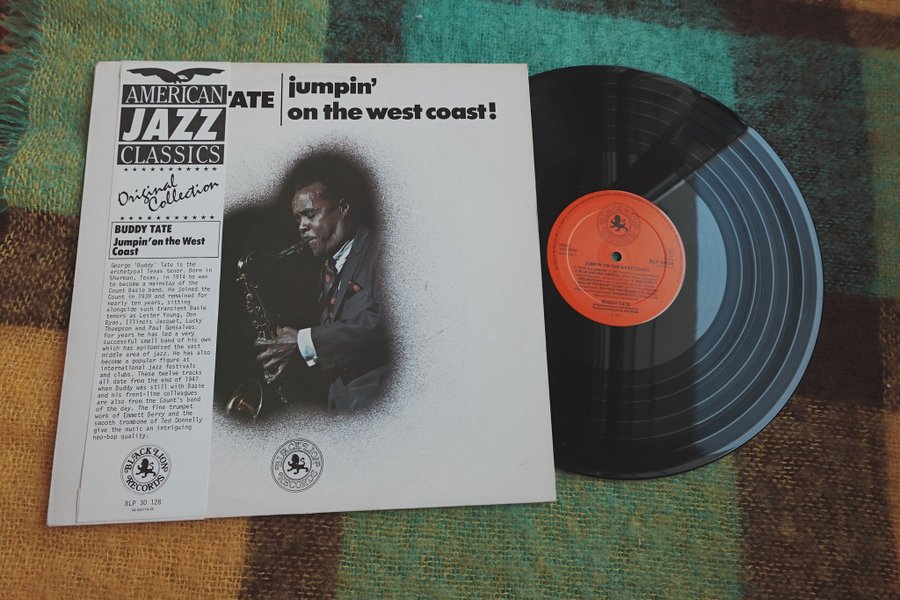 AMERICAN
JAZZ
CLASSICS
Original
Collection
BUDDY TATE
Jumpin' on the West
Coast
George 'Buddy' Tate is the
archetypal Texas tenor. Born in
Sherman, Texas, in 1914 he was
to become a mainstay of the
Count Basie band. He joined the
Count in 1939 and remained for
nearly ten years, sitting
alongside such transient Basie
tenors as Lester Young, Don
Byas, Illinois Jacquet, Lucky
Thompson and Paul Gonsalves.
For years he has led a very
successful small band of his own
which has epitomised the vast
middle area of jazz. He has also
become a popular figure at
international jazz festivals
and clubs. These twelve tracks
all date from the end of 1947
when Buddy was still with Basie
and his front-line colleagues
are also from the Count's band
of the day. The fine trumpet
work of Emmett Berry and the
smooth trombone of Ted Donnelly
give the music an intriguing
neo-bop quality.
BLACK LION
RECORDS
BLP 30 128
TATE
jumpin'
on the west coast!
BLACK LION
RECORDS
JUMPIN' ON THE WEST COAST
BUDDY TATE